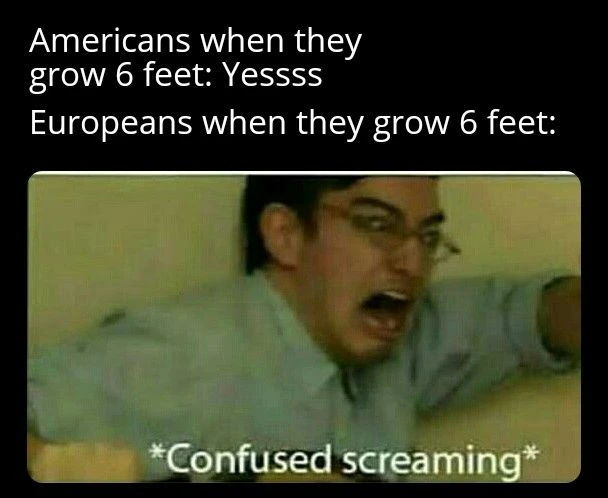 Americans when they
grow 6 feet: Yessss
Europeans when they grow 6 feet:
*Confused screaming*